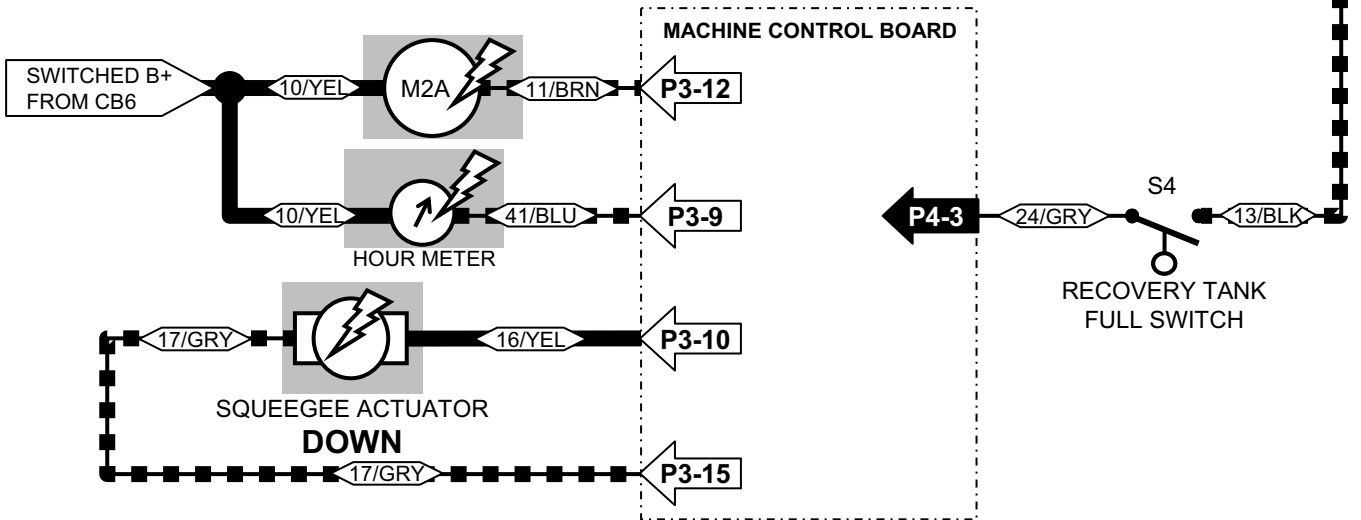 MACHINE CONTROL BOARD
SWITCHED B+
FROM CB6
10/YEL
M2A
11/BRN
P3-12
10/YEL
41/BLU
P3-9
HOUR METER
P4-3
24/GRY
S4
13/BLK
RECOVERY TANK
FULL SWITCH
17/GRY
16/YEL
P3-10
SQUEEGEE ACTUATOR
DOWN
17/GRY
P3-15